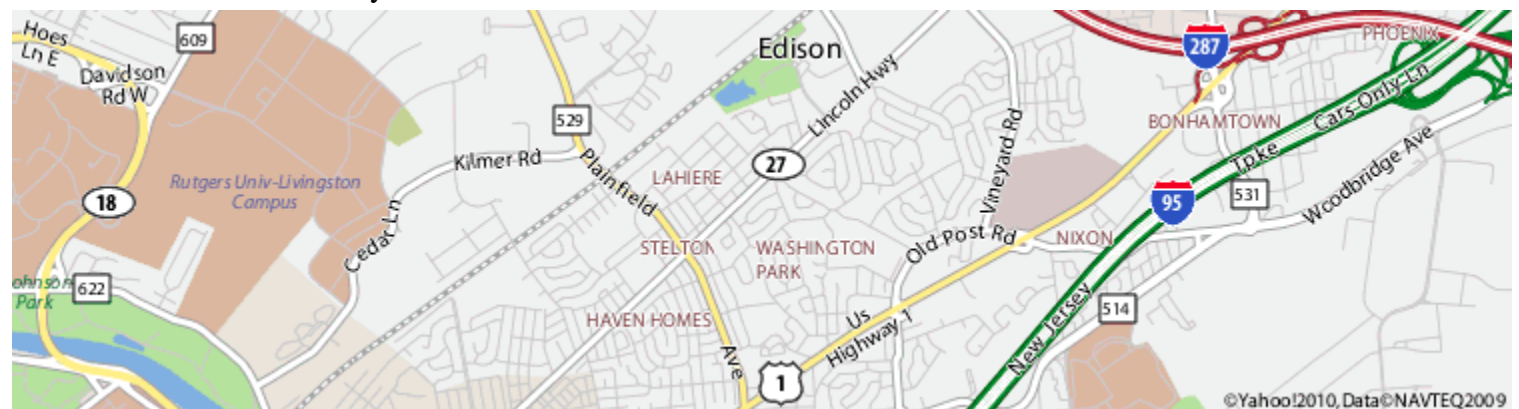 Hoes
Ln E
609
Davidson
Rd W
Edison
287
PHOENIX
529
Lincoln Hwy
Cars Only Ln
BONHAMTOWN
Kilmer Rd
Plainfield
27
LAHIERE
Vineyard Rd
Tpke
Woodbridge Ave
Rutgers Univ-Livingston
Campus
18
95
531
Cedar Ln
STELTON
WASHINGTON
PARK
Old Post Rd
NIXON
ohnson
Park
622
HAVEN HOMES
Us
Highway 1
514
New Jersey
Ave
1
©Yahoo!2010, Data©NAVTEQ2009